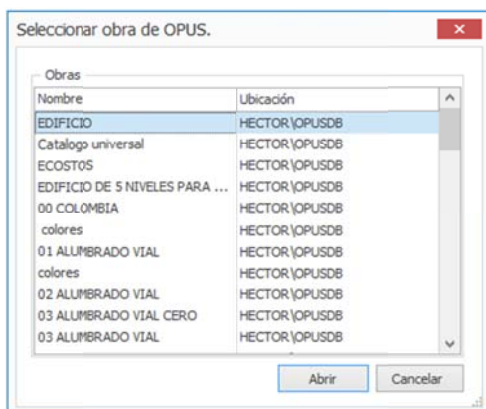 Seleccionar obra de OPUS.
Obras
Nombre Ubicación
EDIFICIO HECTOR\OPUSDB
Catalogo universal HECTOR\OPUSDB
ECOSTOS HECTOR\OPUSDB
EDIFICIO DE 5 NIVELES PARA ... HECTOR\OPUSDB
00 COLOMBIA HECTOR\OPUSDB
colores HECTOR\OPUSDB
01 ALUMBRADO VIAL HECTOR\OPUSDB
colores HECTOR\OPUSDB
02 ALUMBRADO VIAL HECTOR\OPUSDB
03 ALUMBRADO VIAL CERO HECTOR\OPUSDB
03 ALUMBRADO VIAL HECTOR\OPUSDB
Abrir Cancelar